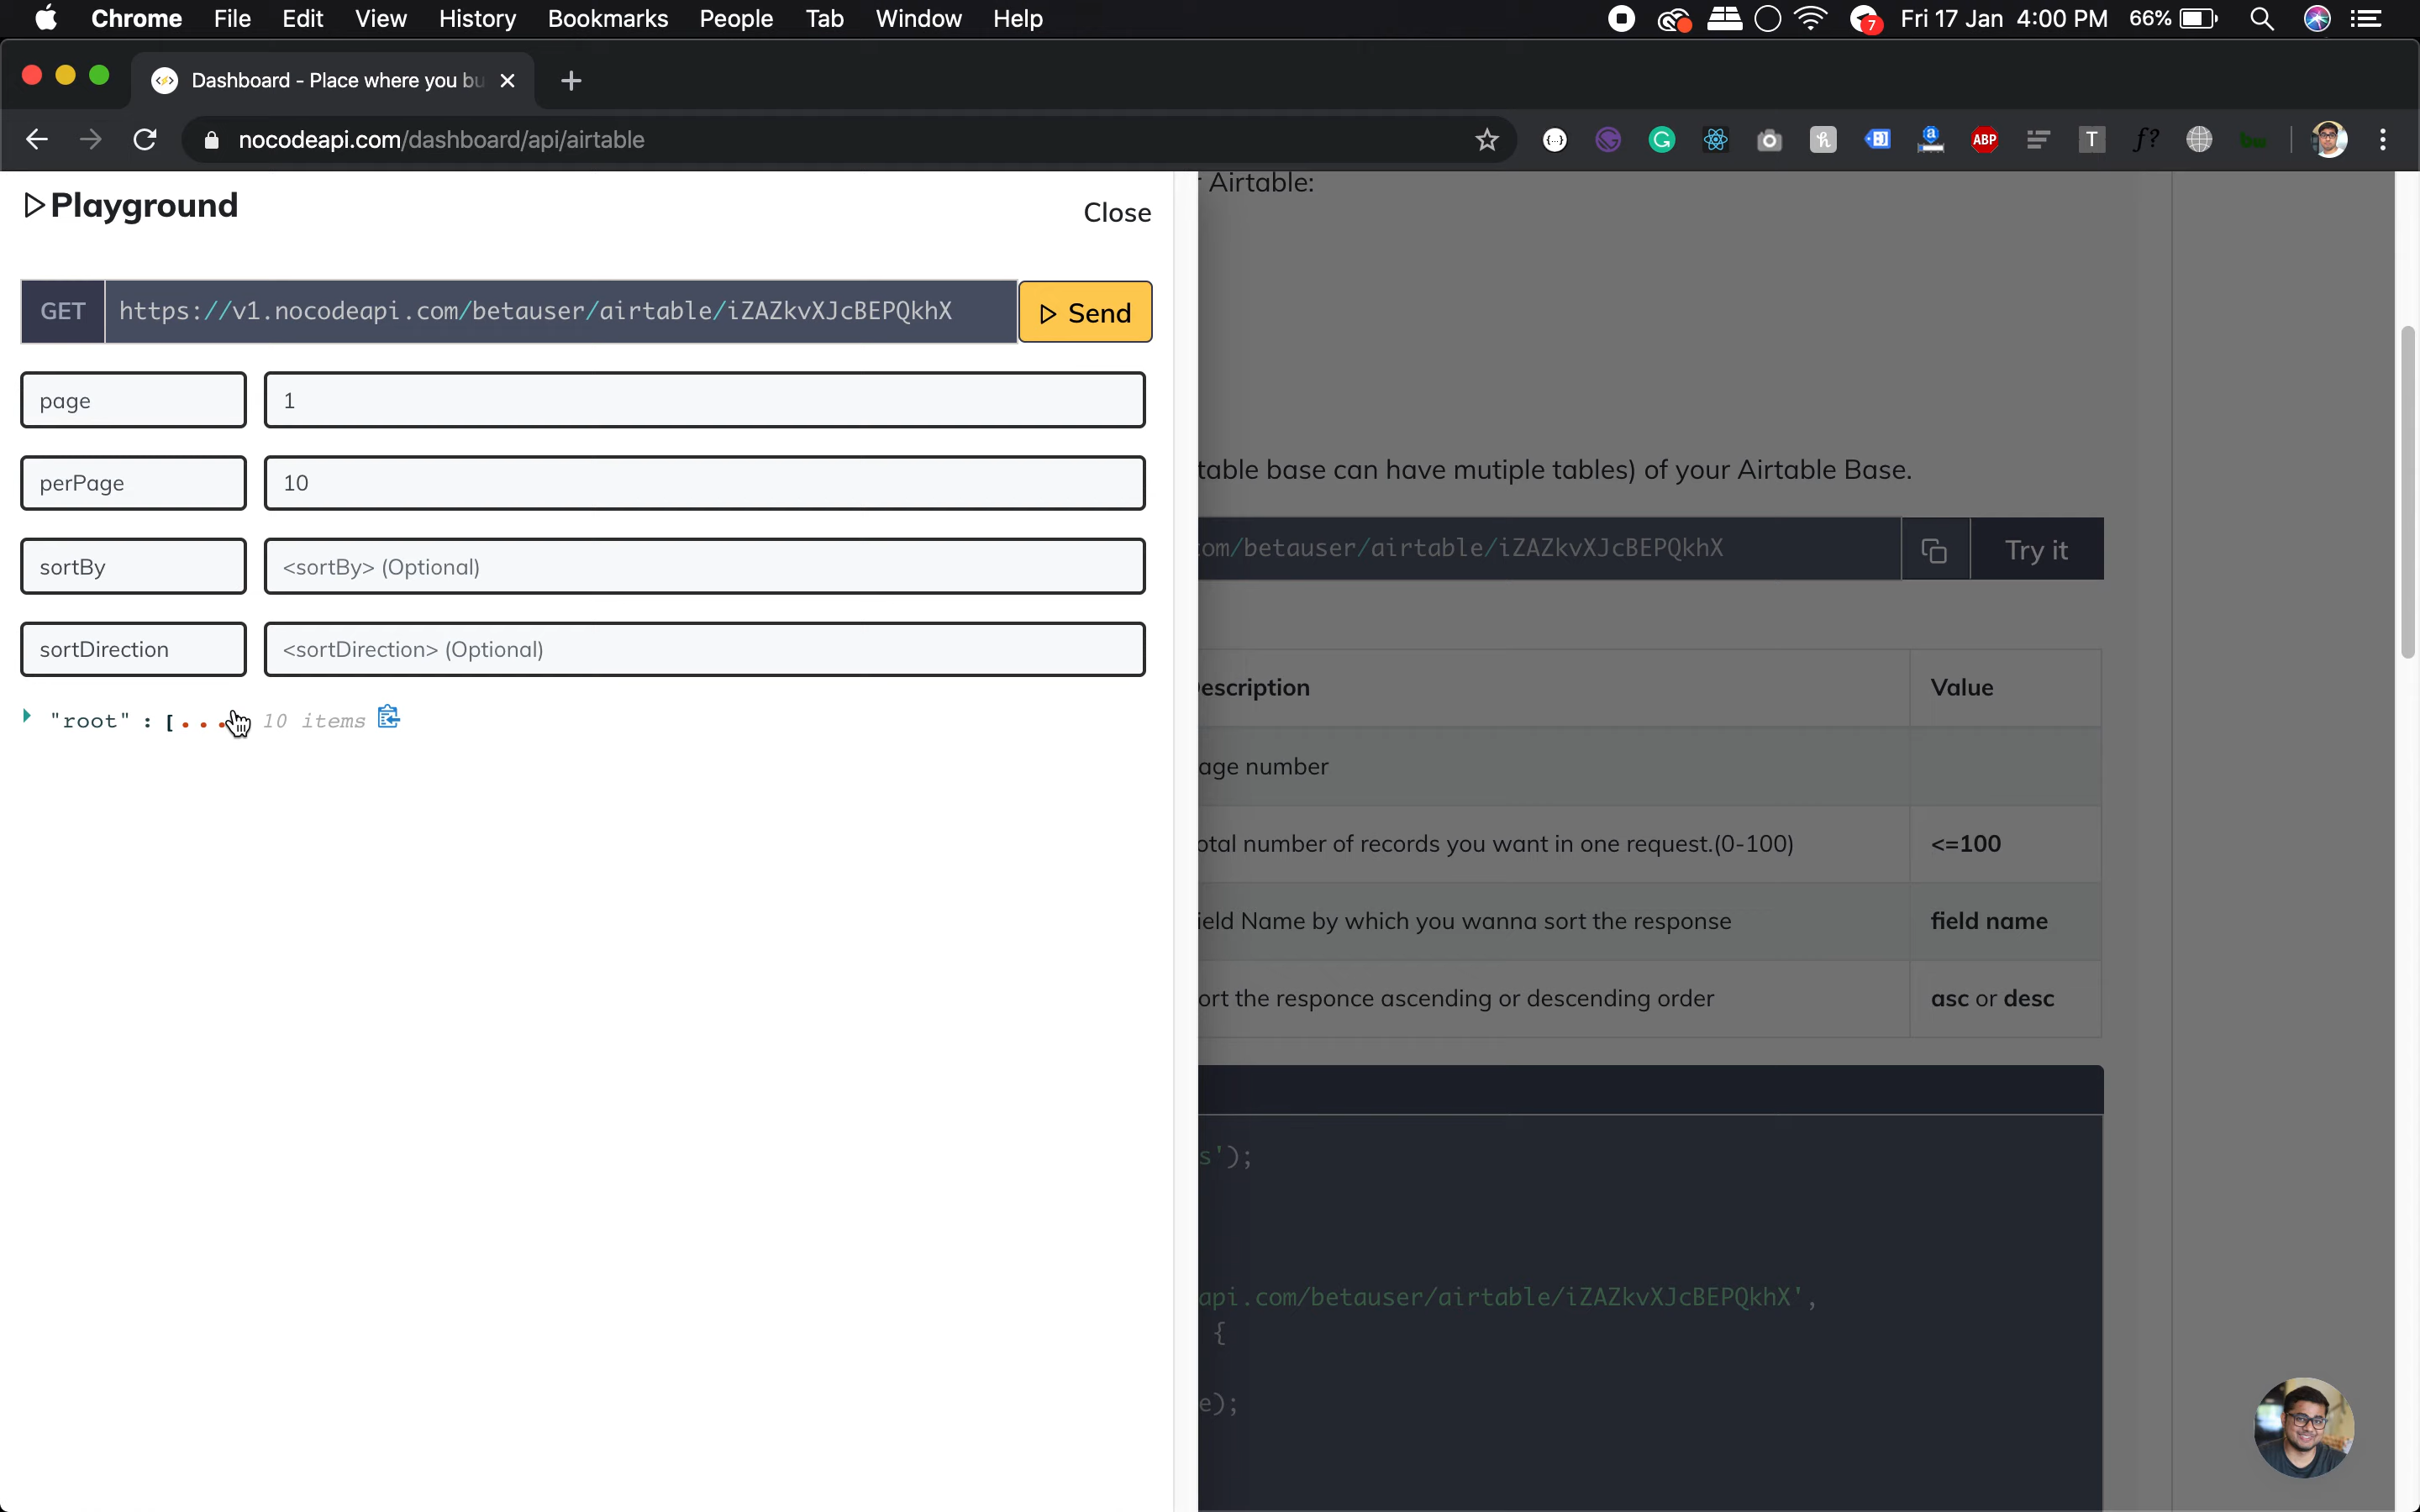 Chrome File Edit View History Bookmarks People Tab Window Help 7 Fri 17 Jan 4:00 PM 66%
Dashboard - Place where you bu
nocodeapi.com/dashboard/api/airtable ABP T f?
Playground
Close
Airtable:
GET https://v1.nocodeapi.com/betauser/airtable/iZAZkvXJcBEPQkhX Send
page 1
perPage 10
sortBy <sortBy> (Optional)
sortDirection <sortDirection> (Optional)
"root" : [... 10 items
table base can have mutiple tables) of your Airtable Base.
om/betauser/airtable/iZAZkvXJcBEPQkhX Try it
escription Value
age number
otal number of records you want in one request.(0-100) <=100
ield Name by which you wanna sort the response field name
ort the responce ascending or descending order asc or desc
s');
api.com/betauser/airtable/iZAZkvXJcBEPQkhX',
{
e);